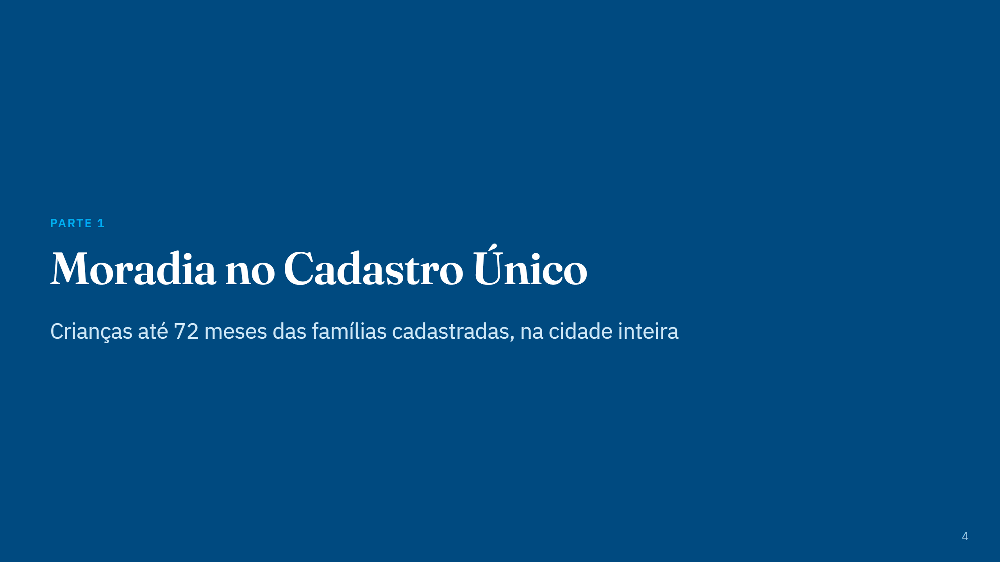 PARTE 1
Moradia no Cadastro Único
Crianças até 72 meses das famílias cadastradas, na cidade inteira
4